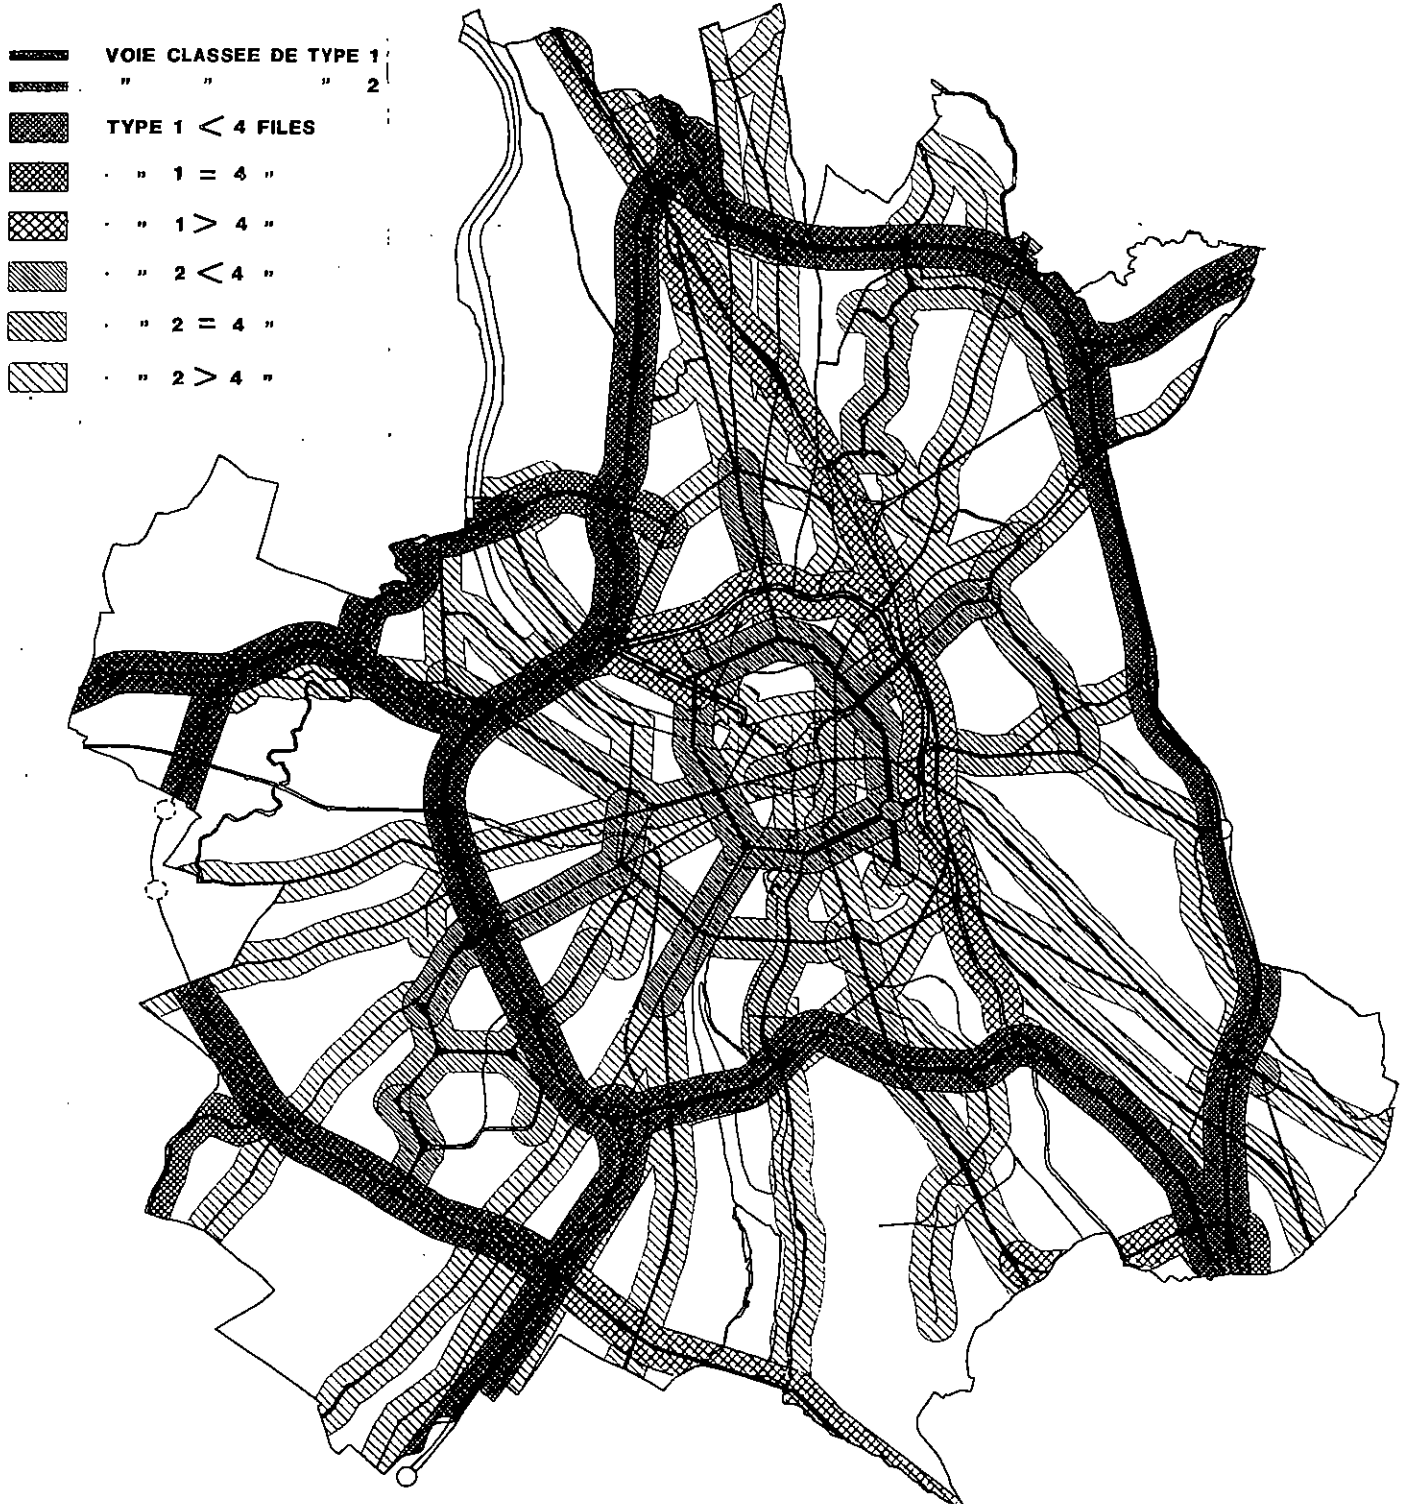 VOIE CLASSEE DE TYPE 1
" " " 2
TYPE 1 < 4 FILES
" 1 = 4 "
" 1 > 4 "
" 2 < 4 "
" 2 = 4 "
" 2 > 4 "